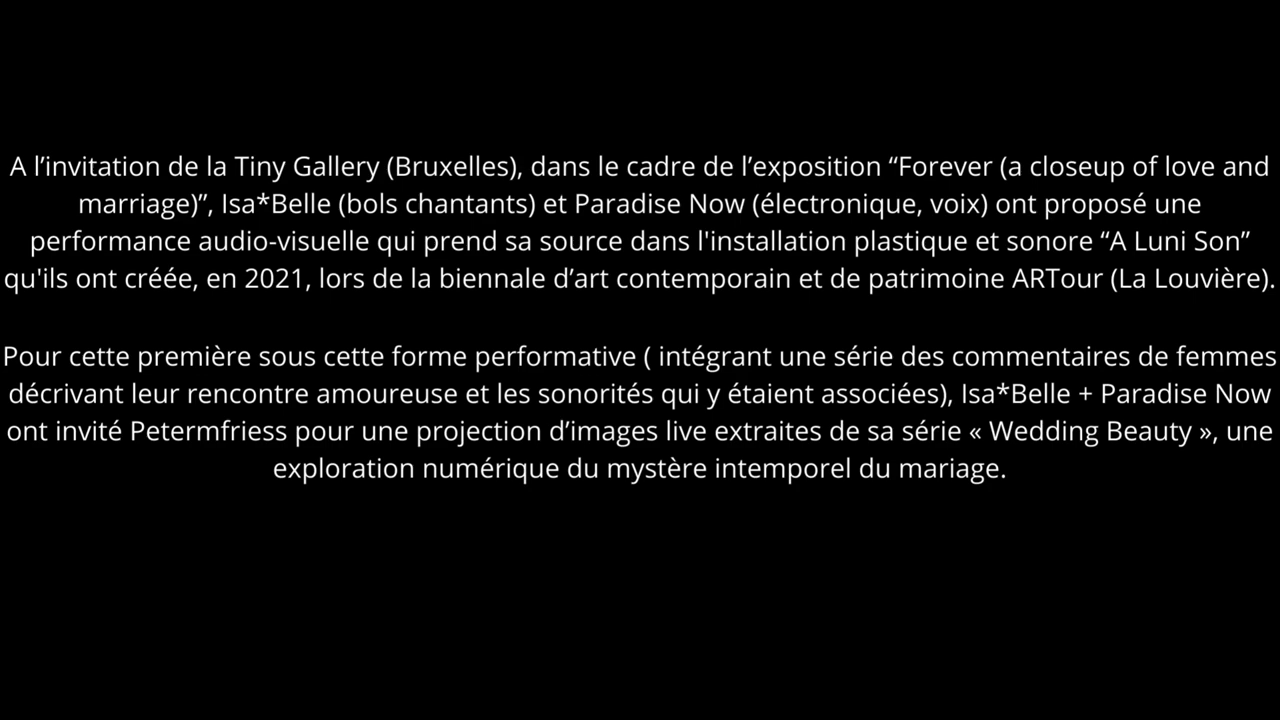 A l’invitation de la Tiny Gallery (Bruxelles), dans le cadre de l’exposition “Forever (a closeup of love and
marriage)”, Isa*Belle (bols chantants) et Paradise Now (électronique, voix) ont proposé une
performance audio-visuelle qui prend sa source dans l'installation plastique et sonore “A Luni Son”
qu'ils ont créée, en 2021, lors de la biennale d’art contemporain et de patrimoine ARTour (La Louvière).
Pour cette première sous cette forme performative ( intégrant une série des commentaires de femmes
décrivant leur rencontre amoureuse et les sonorités qui y étaient associées), Isa*Belle + Paradise Now
ont invité Petermfriess pour une projection d’images live extraites de sa série « Wedding Beauty », une
exploration numérique du mystère intemporel du mariage.